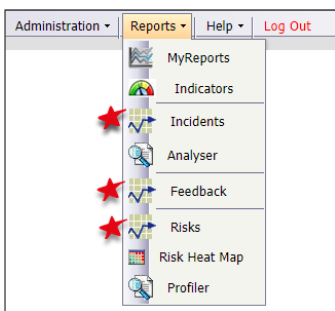 Administration Reports Help Log Out
MyReports
Indicators
Incidents
Analyser
Feedback
Risks
Risk Heat Map
Profiler